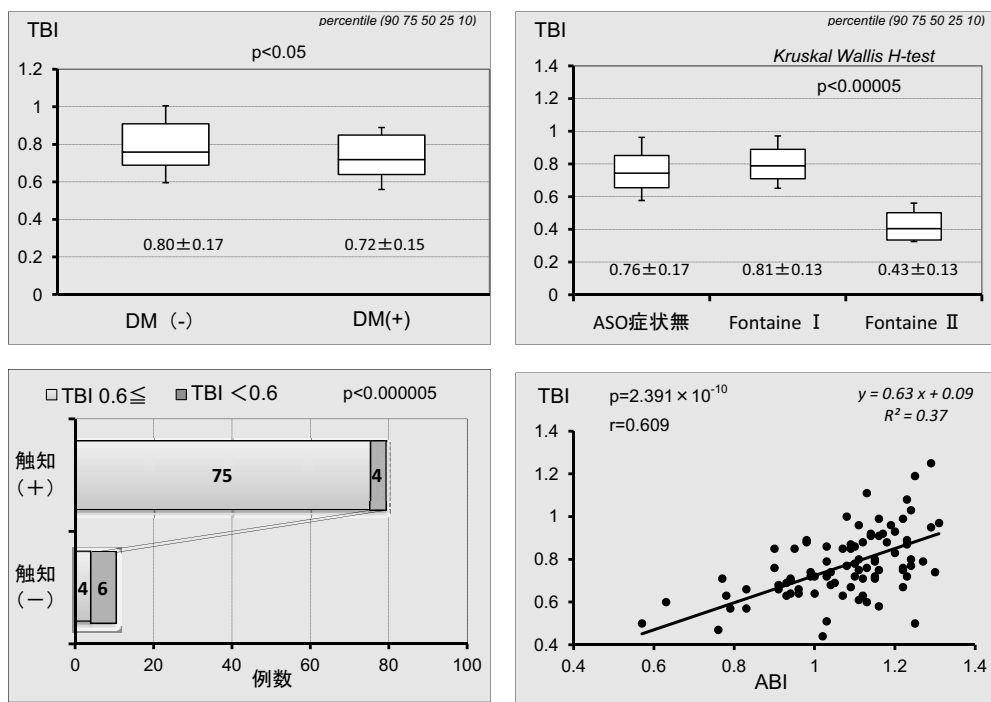 TBI
percentile (90 75 50 25 10)
p<0.05
1.2
1
0.8
0.6
0.4
0.2
0
0.80±0.17
0.72±0.15
DM（-）
DM(+)
TBI
percentile (90 75 50 25 10)
Kruskal Wallis H-test
p<0.00005
1.4
1.2
1
0.8
0.6
0.4
0.2
0
0.76±0.17
0.81±0.13
0.43±0.13
ASO症状無
Fontaine Ⅰ
Fontaine Ⅱ
□TBI 0.6≦ ■TBI ＜0.6
p<0.000005
触知
（＋）
75
4
触知
（－）
4
6
0 20 40 60 80 100
例数
TBI
p=2.391×10⁻¹⁰
r=0.609
y = 0.63 x + 0.09
R² = 0.37
1.4
1.2
1
0.8
0.6
0.4
0.4 0.6 0.8 1 1.2 1.4
ABI